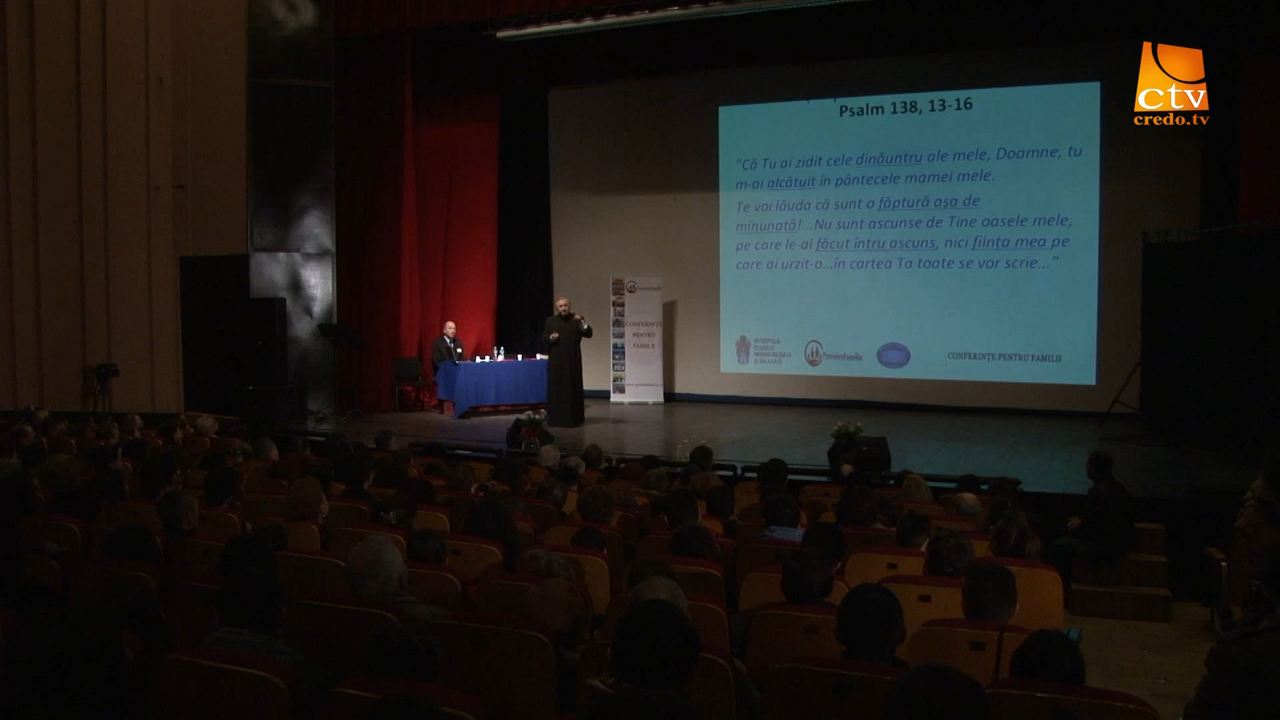 Psalm 138, 13-16
"Că Tu ai zidit cele dinăuntru ale mele, Doamne, tu
m-ai alcătuit în pântecele mamei mele.
Te voi lăuda că sunt o făptură așa de
minunată!...Nu sunt ascunse de Tine oasele mele,
pe care le-ai făcut întru ascuns, nici ființa mea pe
care ai urzit-o...în cartea Ta toate se vor scrie..."
CONFERINȚE PENTRU FAMILII
CONFERINȚE
PENTRU
FAMILII
ctv
credo.tv